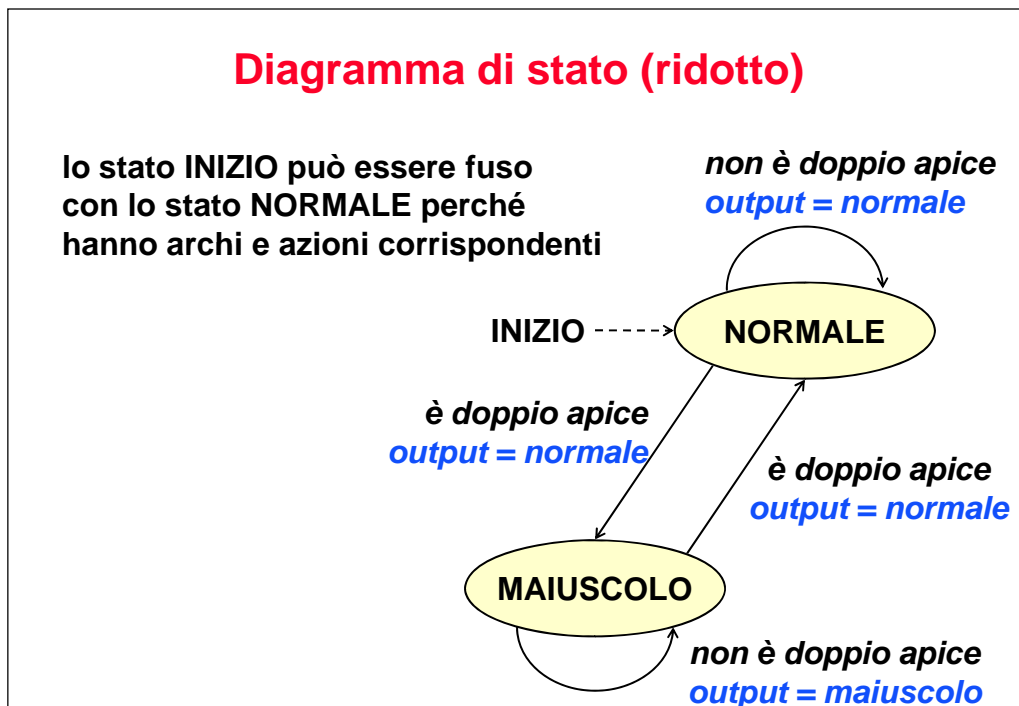 Diagramma di stato (ridotto)
lo stato INIZIO può essere fuso
con lo stato NORMALE perché
hanno archi e azioni corrispondenti
non è doppio apice
output = normale
INIZIO
NORMALE
è doppio apice
output = normale
è doppio apice
output = normale
MAIUSCOLO
non è doppio apice
output = maiuscolo